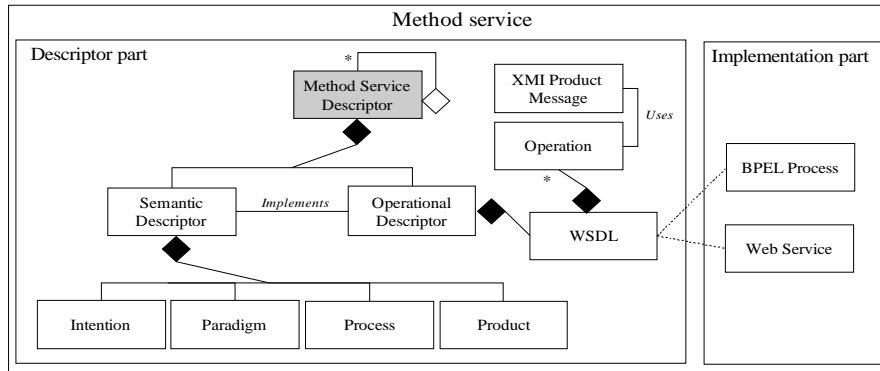 Method service
Descriptor part
Implementation part
*
Method Service
Descriptor
XMI Product
Message
Uses
Operation
*
BPEL Process
Semantic
Descriptor
Implements
Operational
Descriptor
WSDL
Web Service
Intention
Paradigm
Process
Product